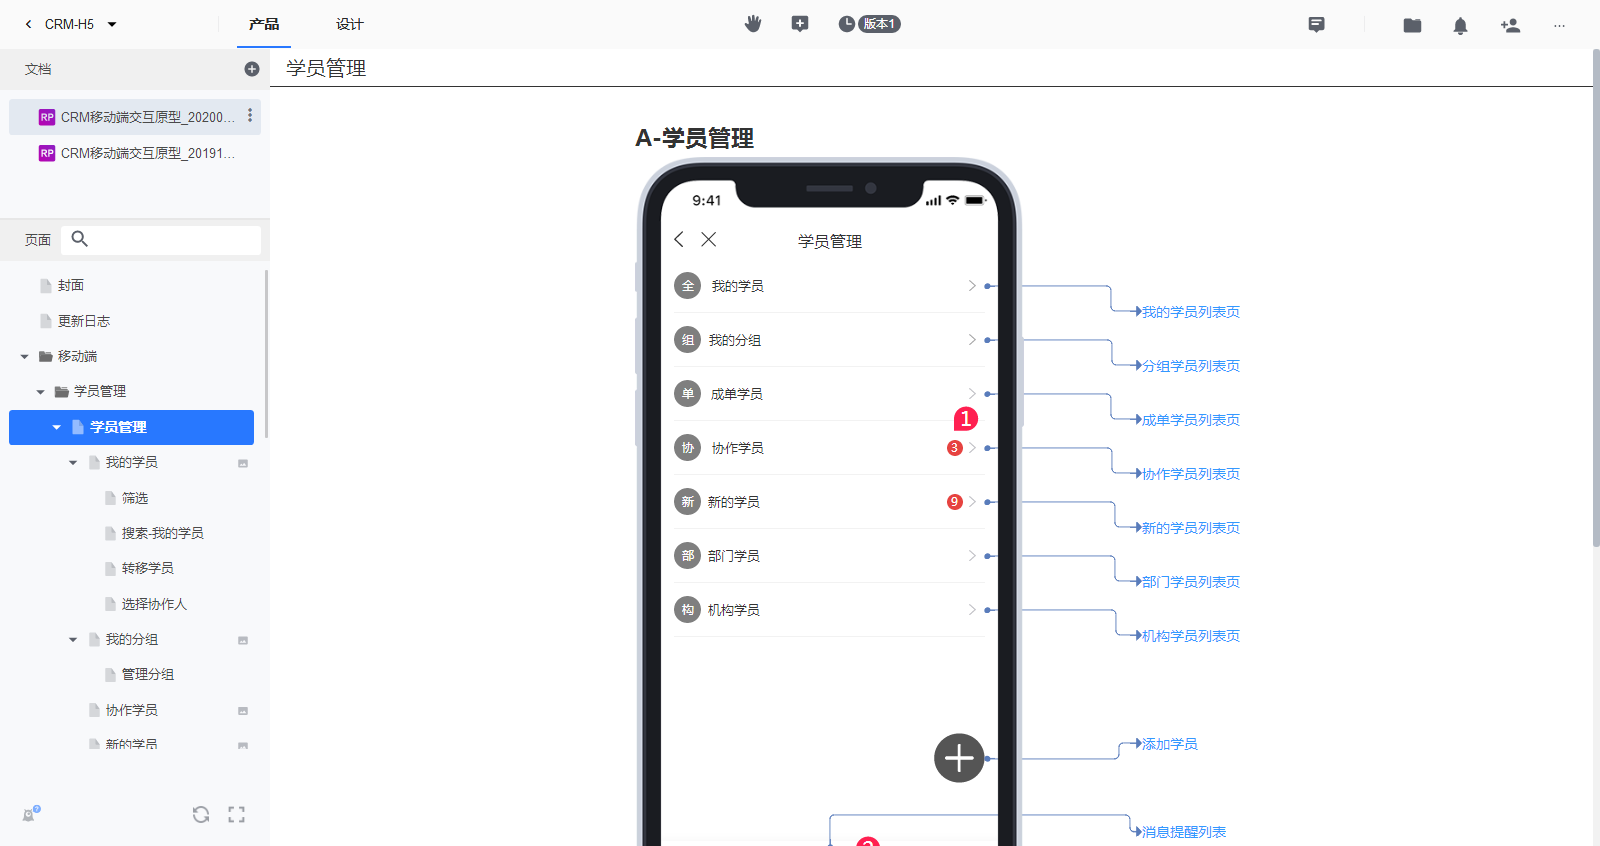 CRM-H5
产品
设计
版本1
...
文档
RP CRM移动端交互原型_20200...
RP CRM移动端交互原型_20191...
页面
封面
更新日志
移动端
学员管理
学员管理
我的学员
筛选
搜索-我的学员
转移学员
选择协作人
我的分组
管理分组
协作学员
新的学员
?
学员管理
A-学员管理
9:41
学员管理
全 我的学员
我的学员列表页
组 我的分组
分组学员列表页
单 成单学员
成单学员列表页
1
协 协作学员 3
协作学员列表页
新 新的学员 9
新的学员列表页
部 部门学员
部门学员列表页
构 机构学员
机构学员列表页
添加学员
消息提醒列表
2